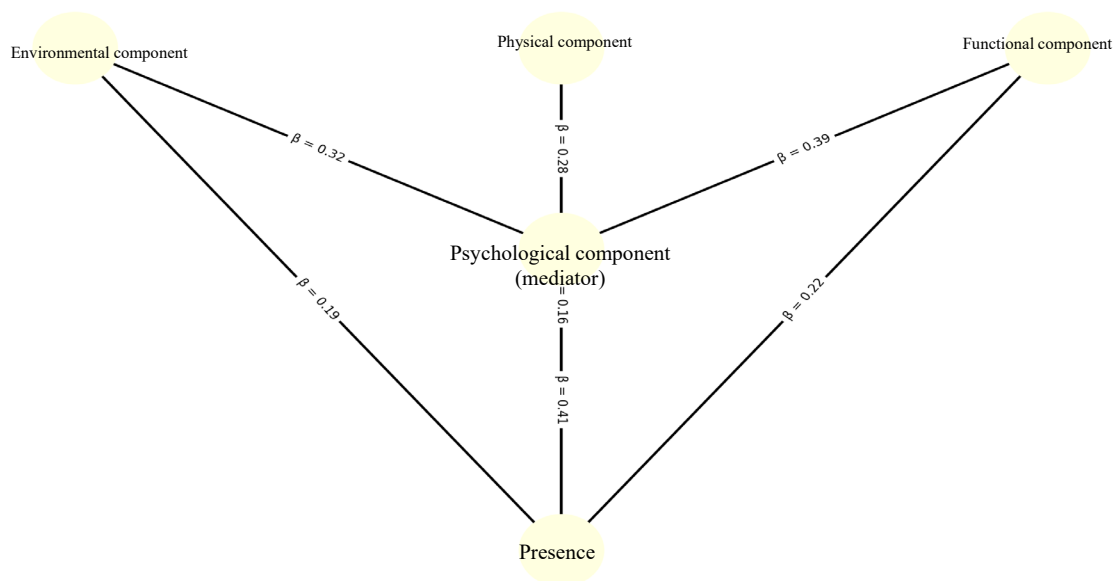 Environmental component
Physical component
Functional component
β = 0.32
β = 0.28
β = 0.39
Psychological component
(mediator)
= 0.16
β = 0.19
β = 0.22
β = 0.41
Presence